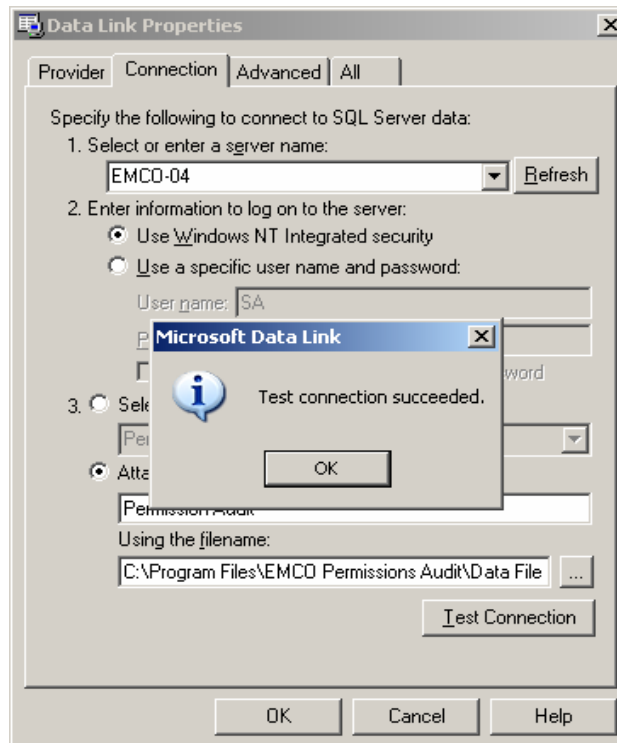 Data Link Properties
Provider Connection Advanced All
Specify the following to connect to SQL Server data:
1. Select or enter a server name:
EMCO-04 Refresh
2. Enter information to log on to the server:
Use Windows NT Integrated security
Use a specific user name and password:
User name: SA
Microsoft Data Link
Test connection succeeded.
3.
OK
Permission Audit
Using the filename:
C:\Program Files\EMCO Permissions Audit\Data File ...
Test Connection
OK Cancel Help